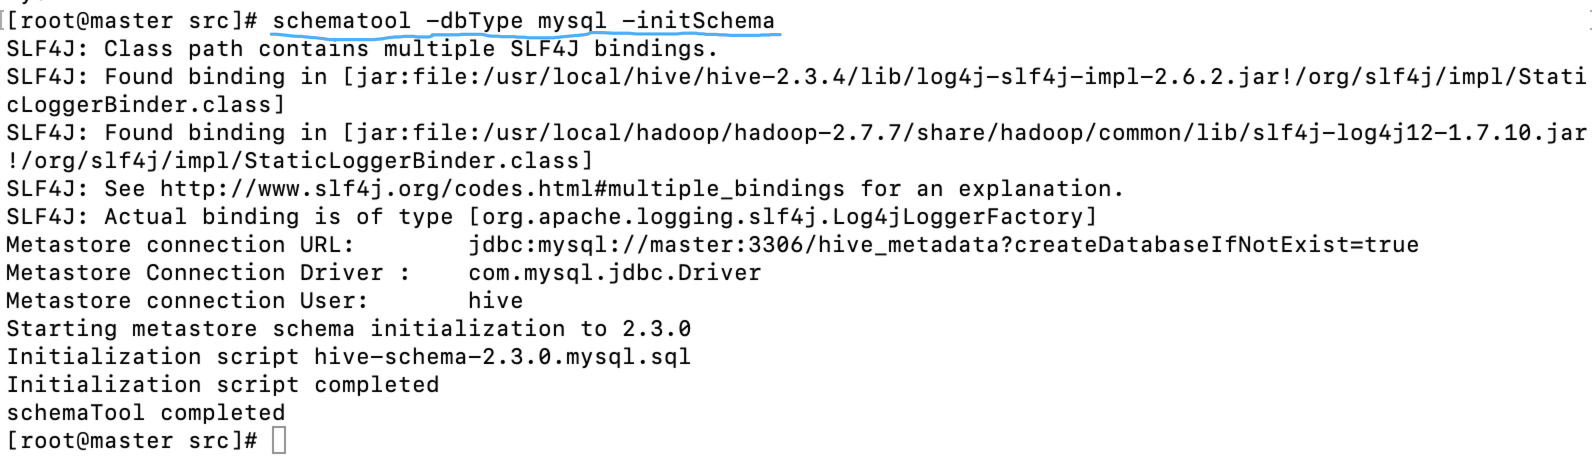 [[root@master src]# schematool -dbType mysql -initSchema
SLF4J: Class path contains multiple SLF4J bindings.
SLF4J: Found binding in [jar:file:/usr/local/hive/hive-2.3.4/lib/log4j-slf4j-impl-2.6.2.jar!/org/slf4j/impl/Stati
cLoggerBinder.class]
SLF4J: Found binding in [jar:file:/usr/local/hadoop/hadoop-2.7.7/share/hadoop/common/lib/slf4j-log4j12-1.7.10.jar
!/org/slf4j/impl/StaticLoggerBinder.class]
SLF4J: See http://www.slf4j.org/codes.html#multiple_bindings for an explanation.
SLF4J: Actual binding is of type [org.apache.logging.slf4j.Log4jLoggerFactory]
Metastore connection URL:        jdbc:mysql://master:3306/hive_metadata?createDatabaseIfNotExist=true
Metastore Connection Driver :    com.mysql.jdbc.Driver
Metastore connection User:       hive
Starting metastore schema initialization to 2.3.0
Initialization script hive-schema-2.3.0.mysql.sql
Initialization script completed
schemaTool completed
[root@master src]#